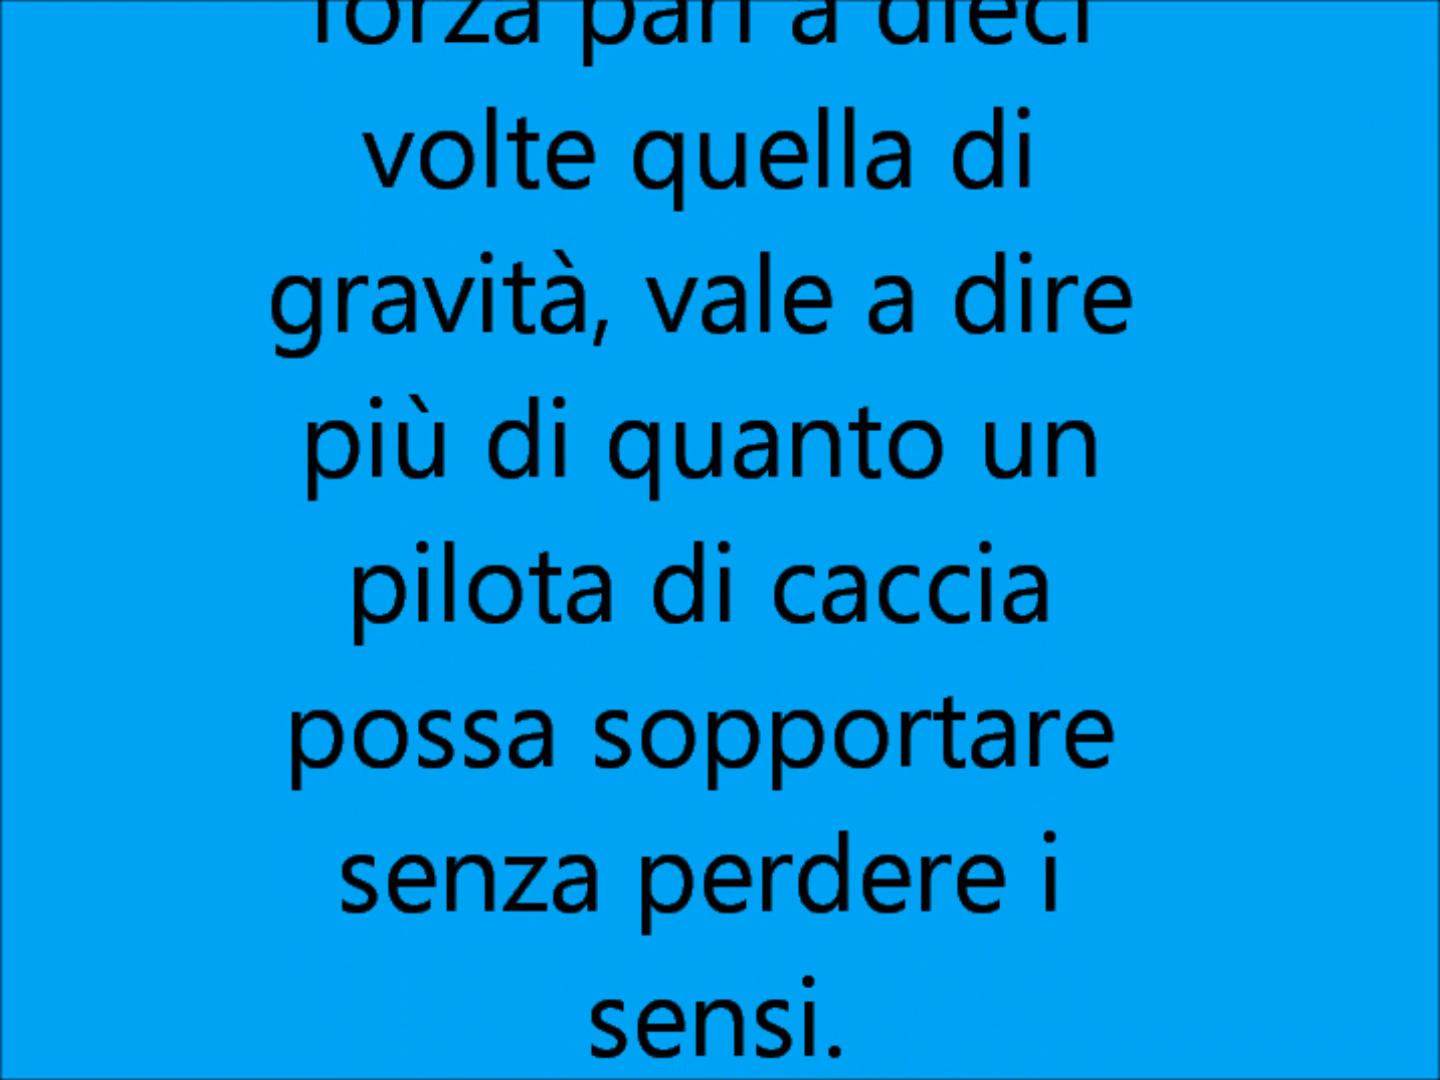 forza pari a dieci
volte quella di
gravità, vale a dire
più di quanto un
pilota di caccia
possa sopportare
senza perdere i
sensi.